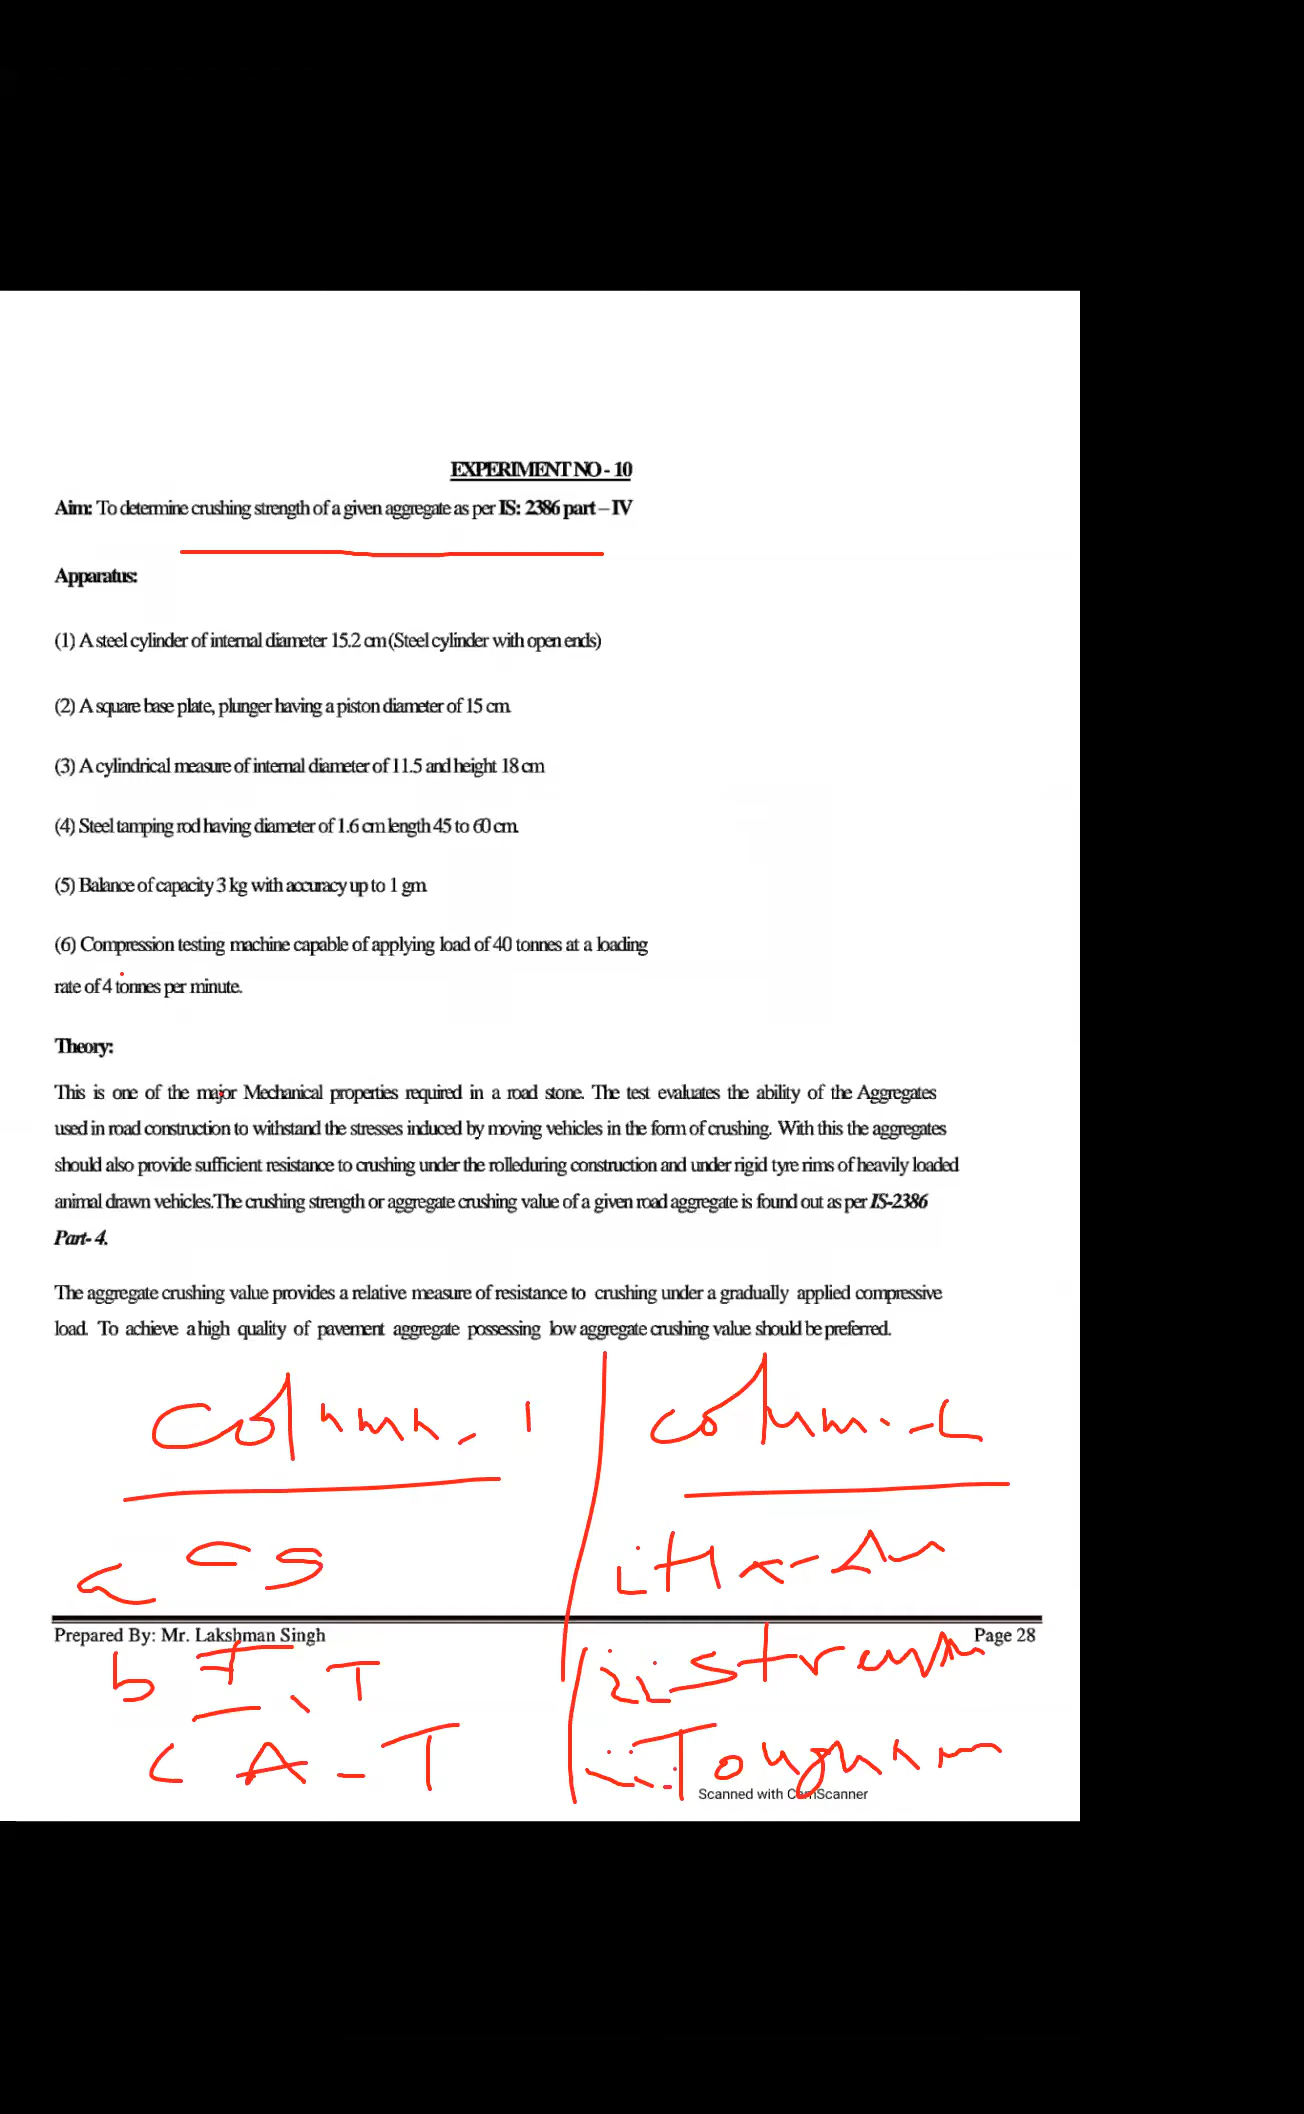 EXPERIMENT NO - 10
Aim: To determine crushing strength of a given aggregate as per IS: 2386 part – IV
Apparatus:
(1) A steel cylinder of internal diameter 15.2 cm (Steel cylinder with open ends)
(2) A square base plate, plunger having a piston diameter of 15 cm.
(3) A cylindrical measure of internal diameter of 11.5 and height 18 cm
(4) Steel tamping rod having diameter of 1.6 cm length 45 to 60 cm.
(5) Balance of capacity 3 kg with accuracy up to 1 gm.
(6) Compression testing machine capable of applying load of 40 tonnes at a loading
rate of 4 tonnes per minute.
Theory:
This is one of the major Mechanical properties required in a road stone. The test evaluates the ability of the Aggregates
used in road construction to withstand the stresses induced by moving vehicles in the form of crushing. With this the aggregates
should also provide sufficient resistance to crushing under the rolleduring construction and under rigid tyre rims of heavily loaded
animal drawn vehicles.The crushing strength or aggregate crushing value of a given road aggregate is found out as per IS-2386
Part- 4.
The aggregate crushing value provides a relative measure of resistance to crushing under a gradually applied compressive
load. To achieve a high quality of pavement aggregate possessing low aggregate crushing value should be preferred.
Column - 1 Column -
a C S i
Prepared By: Mr. Lakshman Singh Page 28
b I.T ii Strength
c A-T iii Toughness
Scanned with CamScanner